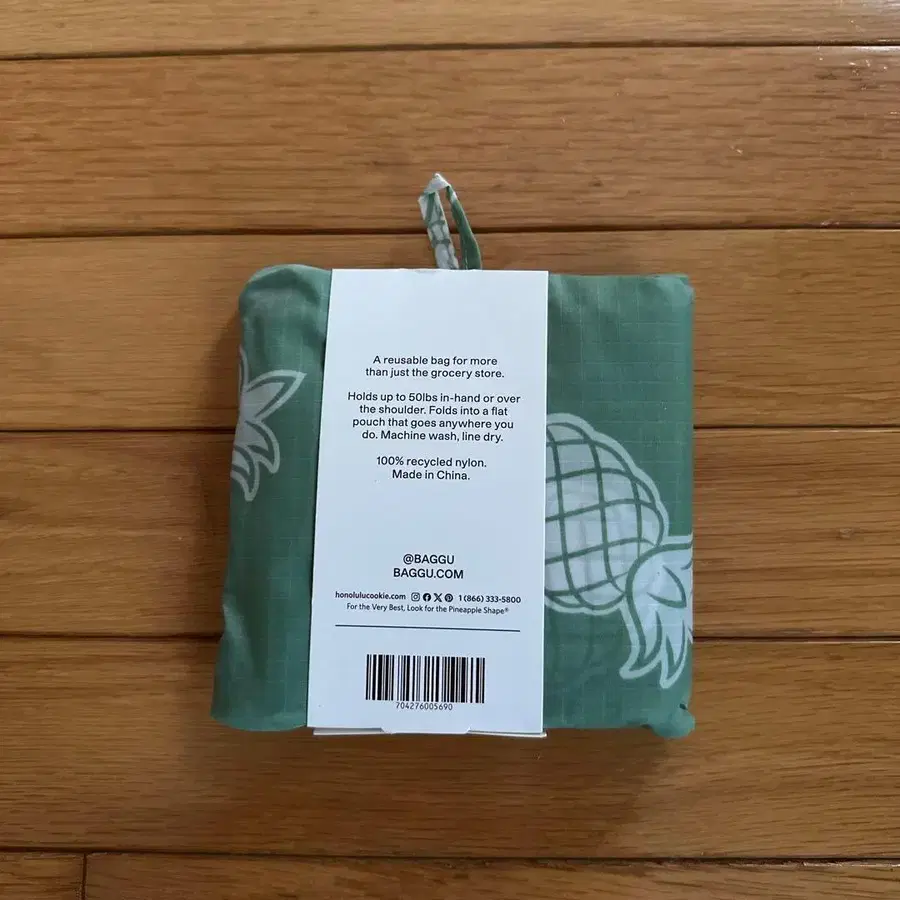 A reusable bag for more
than just the grocery store.
Holds up to 50lbs in-hand or over
the shoulder. Folds into a flat
pouch that goes anywhere you
do. Machine wash, line dry.
100% recycled nylon.
Made in China.
@BAGGU
BAGGU.COM
honolulucookie.com 1 (866) 333-5800
For the Very Best, Look for the Pineapple Shape®
704276005690